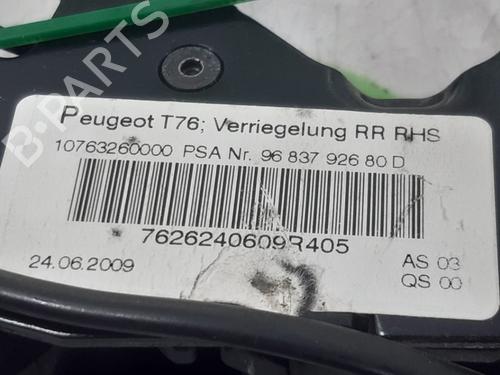 Peugeot T76; Verriegelung RR RHS
10763260000 PSA Nr. 96 837 926 80 D
7626240609R405
24.06.2009
AS 03
QS 00
B-PARTS